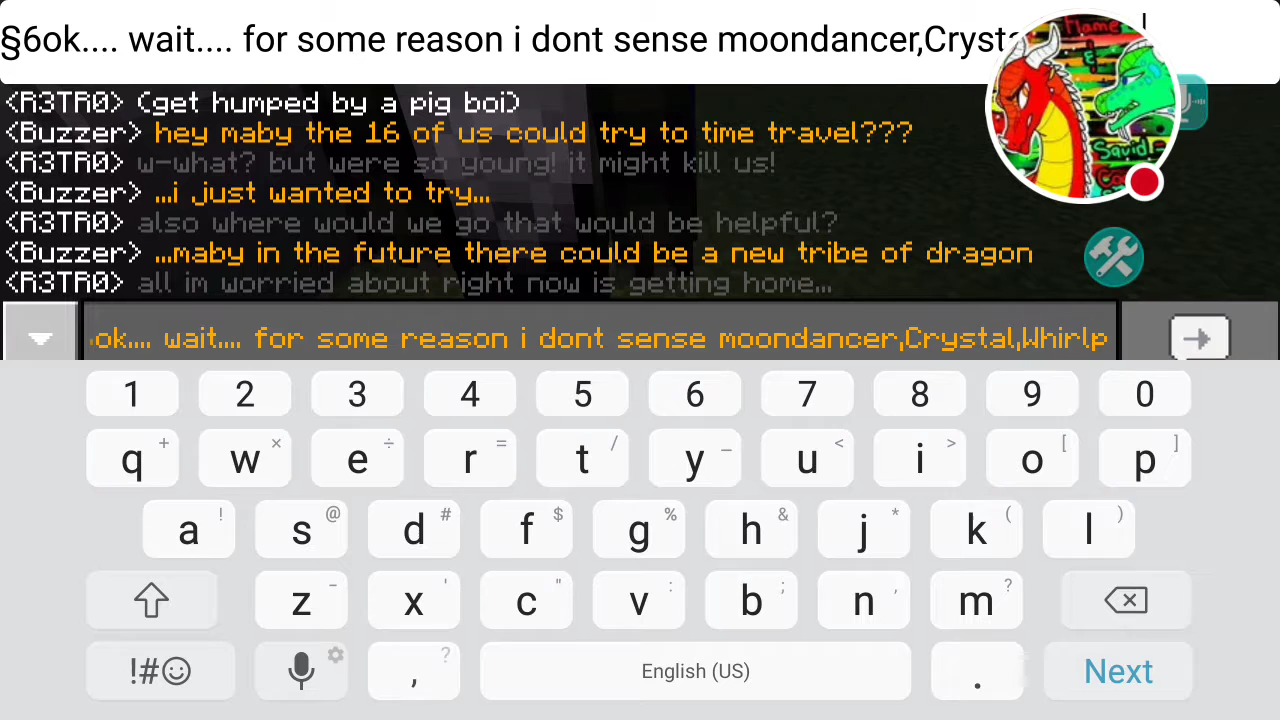 §6ok.... wait.... for some reason i dont sense moondancer,Crysta
Flame
&
Squid
<R3TR0> (get humped by a pig boi)
<Buzzer> hey maby the 16 of us could try to time travel???
<R3TR0> w-what? but were so young! it might kill us!
<Buzzer> ...i just wanted to try...
<R3TR0> also where would we go that would be helpful?
<Buzzer> ...maby in the future there could be a new tribe of dragon
<R3TR0> all im worried about right now is getting home...
ok.... wait.... for some reason i dont sense moondancer,Crystal,Whirlp
1 2 3 4 5 6 7 8 9 0
q + w × e ÷ r = t / y _ u < i > o [ p ]
a ! s @ d # f $ g % h & j * k ( l )
z - x ' c " v : b ; n , m ?
!#☺ , ? English (US) . Next